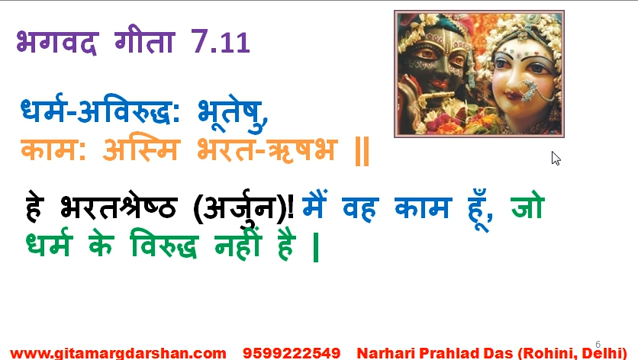 भगवद गीता 7.11
धर्म-अविरुद्ध: भूतेषु,
काम: अस्मि भरत-ऋषभ ||
हे भरतश्रेष्ठ (अर्जुन)! मैं वह काम हूँ, जो
धर्म के विरुद्ध नहीं है |
6
www.gitamargdarshan.com 9599222549 Narhari Prahlad Das (Rohini, Delhi)